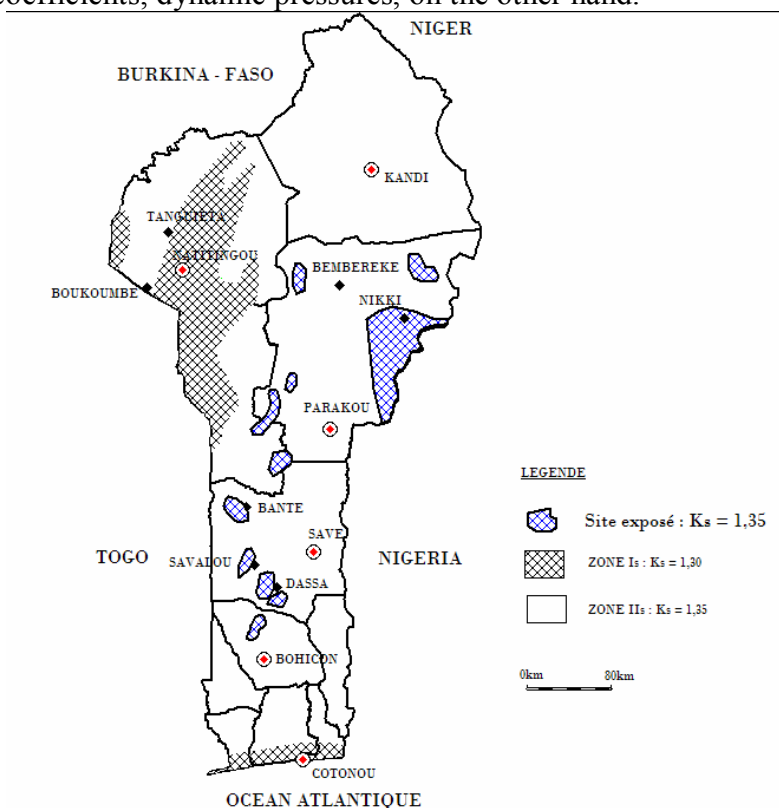 coefficients, dynamic pressures, on the other hand.
NIGER
BURKINA - FASO
KANDI
TANGUIETA
NATITINGOU
BEMBEREKE
BOUKOUMBE
NIKKI
PARAKOU
LEGENDE
BANTE
Site exposé : Ks = 1,35
SAVE
TOGO
NIGERIA
SAVALOU
ZONE Is : Ks = 1,30
DASSA
ZONE IIs : Ks = 1,35
BOHICON
0km 80km
COTONOU
OCEAN ATLANTIQUE